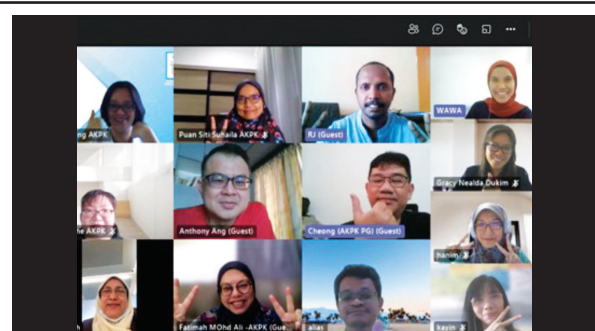 ng AKPK
Puan Siti Suhaila AKPK
RJ (Guest)
WAWA
he AKPK
Anthony Ang (Guest)
Cheong (AKPK PG) (Guest)
Gracy Nealda Dukim
hanim
h
Fatimah MOhd Ali -AKPK (Gue
alias
kayin